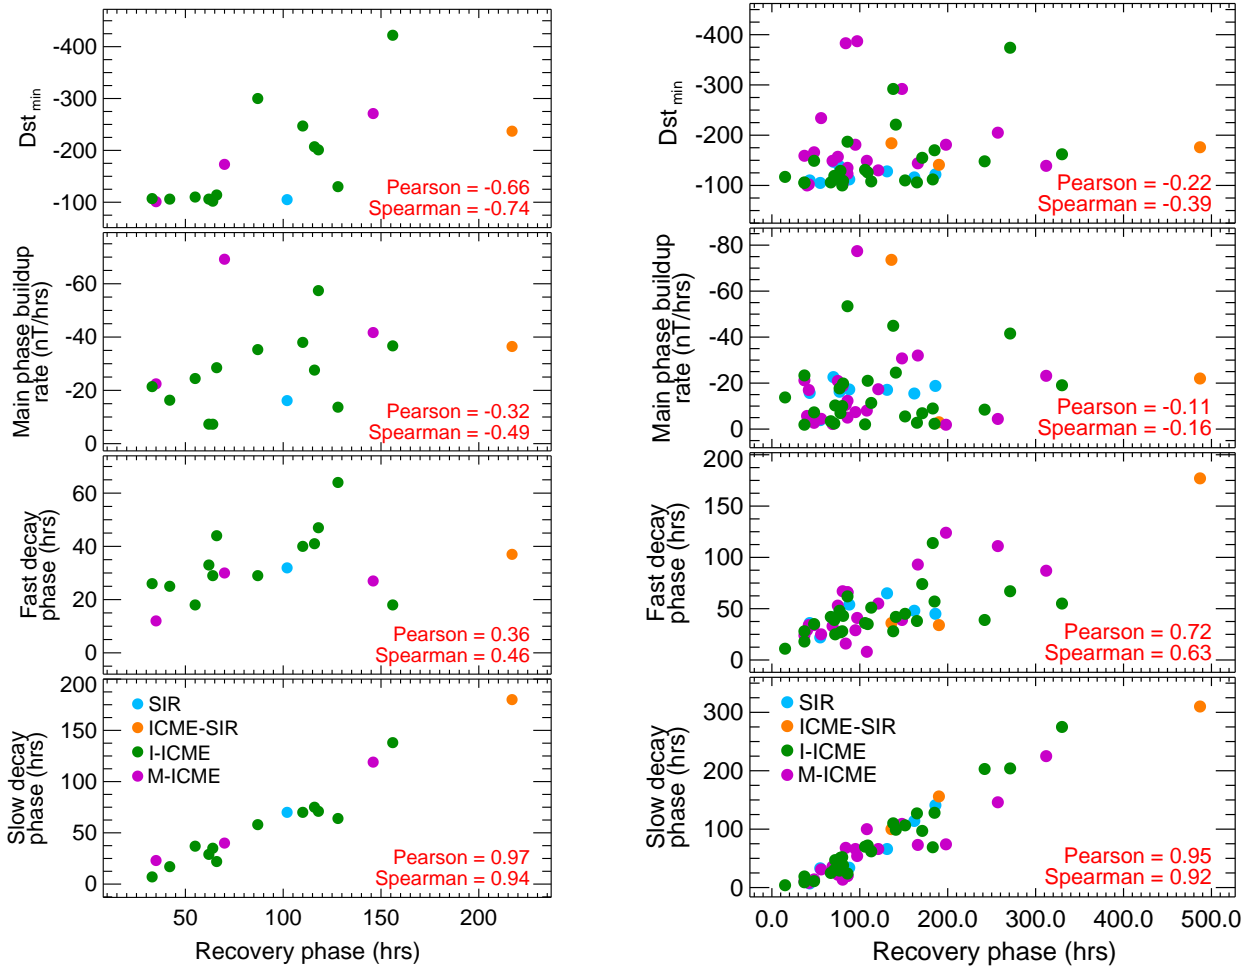 -400
-300
-200
-100
Dst min
Pearson = -0.66
Spearman = -0.74
-60
-40
-20
0
Main phase buildup
rate (nT/hrs)
Pearson = -0.32
Spearman = -0.49
60
40
20
0
Fast decay
phase (hrs)
Pearson = 0.36
Spearman = 0.46
200
150
100
50
0
Slow decay
phase (hrs)
SIR
ICME-SIR
I-ICME
M-ICME
Pearson = 0.97
Spearman = 0.94
50 100 150 200
Recovery phase (hrs)
-400
-300
-200
-100
Dst min
Pearson = -0.22
Spearman = -0.39
-80
-60
-40
-20
0
Main phase buildup
rate (nT/hrs)
Pearson = -0.11
Spearman = -0.16
200
150
100
50
0
Fast decay
phase (hrs)
Pearson = 0.72
Spearman = 0.63
300
200
100
0
Slow decay
phase (hrs)
SIR
ICME-SIR
I-ICME
M-ICME
Pearson = 0.95
Spearman = 0.92
0.0 100.0 200.0 300.0 400.0 500.0
Recovery phase (hrs)